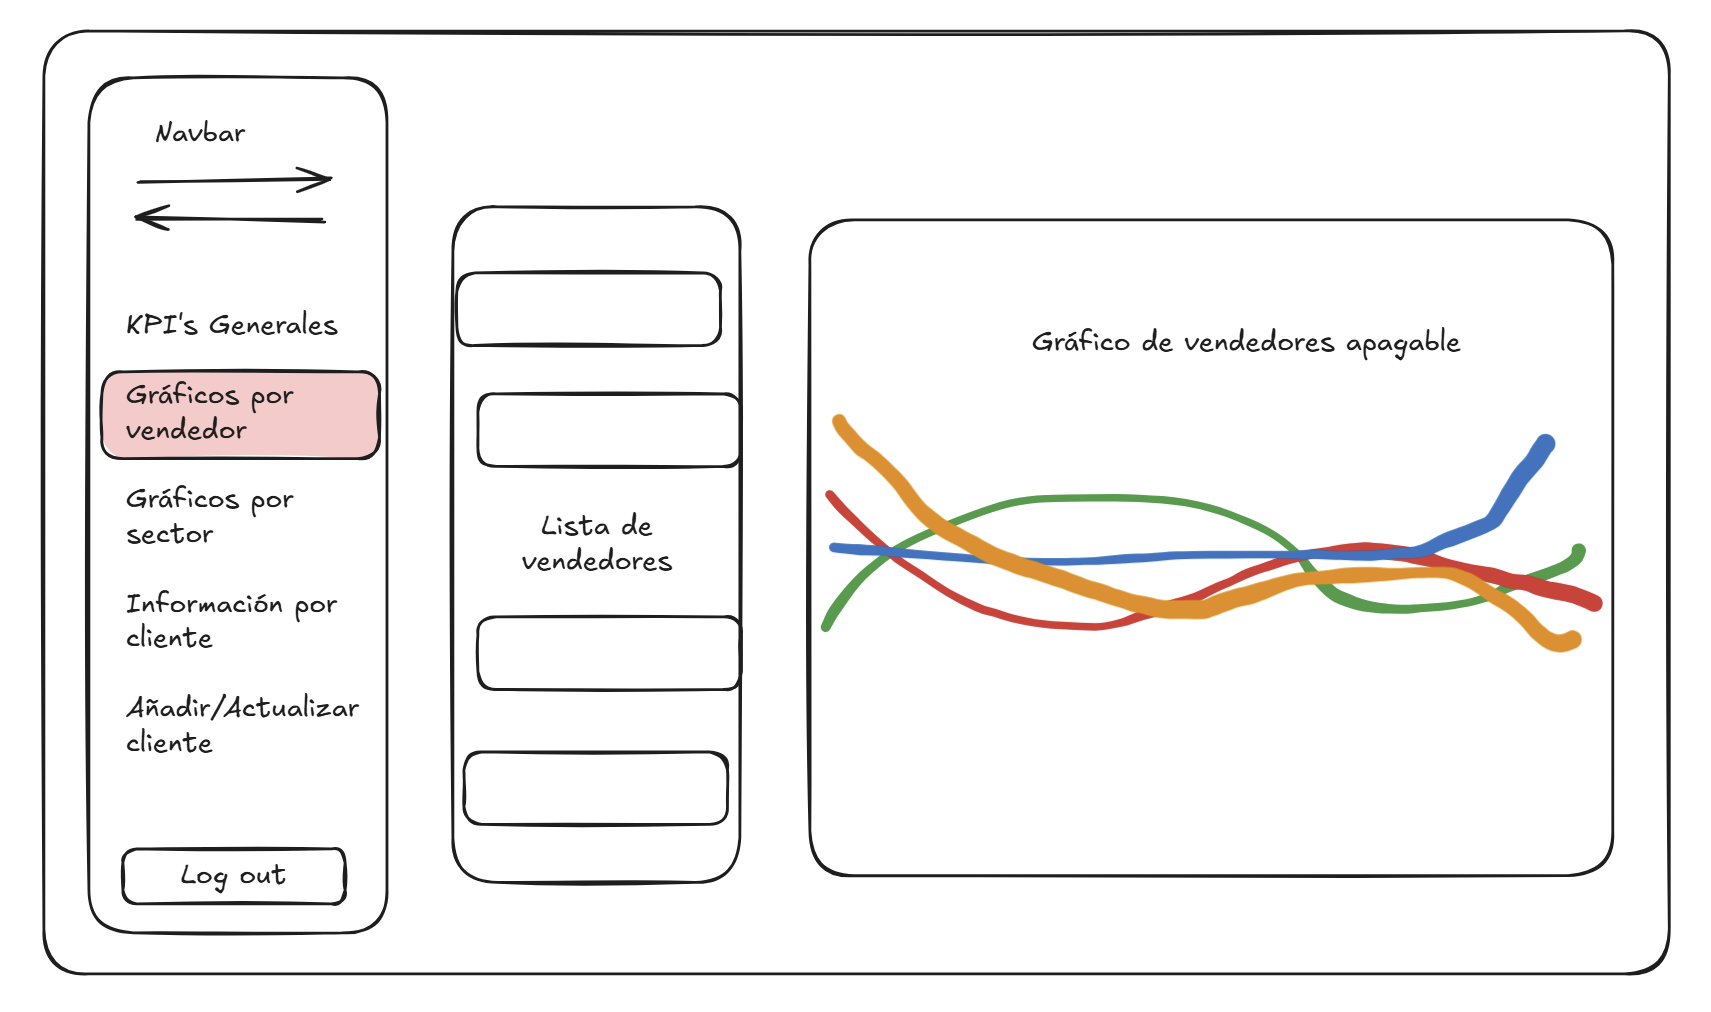 Navbar
KPI's Generales
Gráficos por
vendedor
Gráficos por
sector
Información por
cliente
Añadir/Actualizar
cliente
Log out
Lista de
vendedores
Gráfico de vendedores apagable